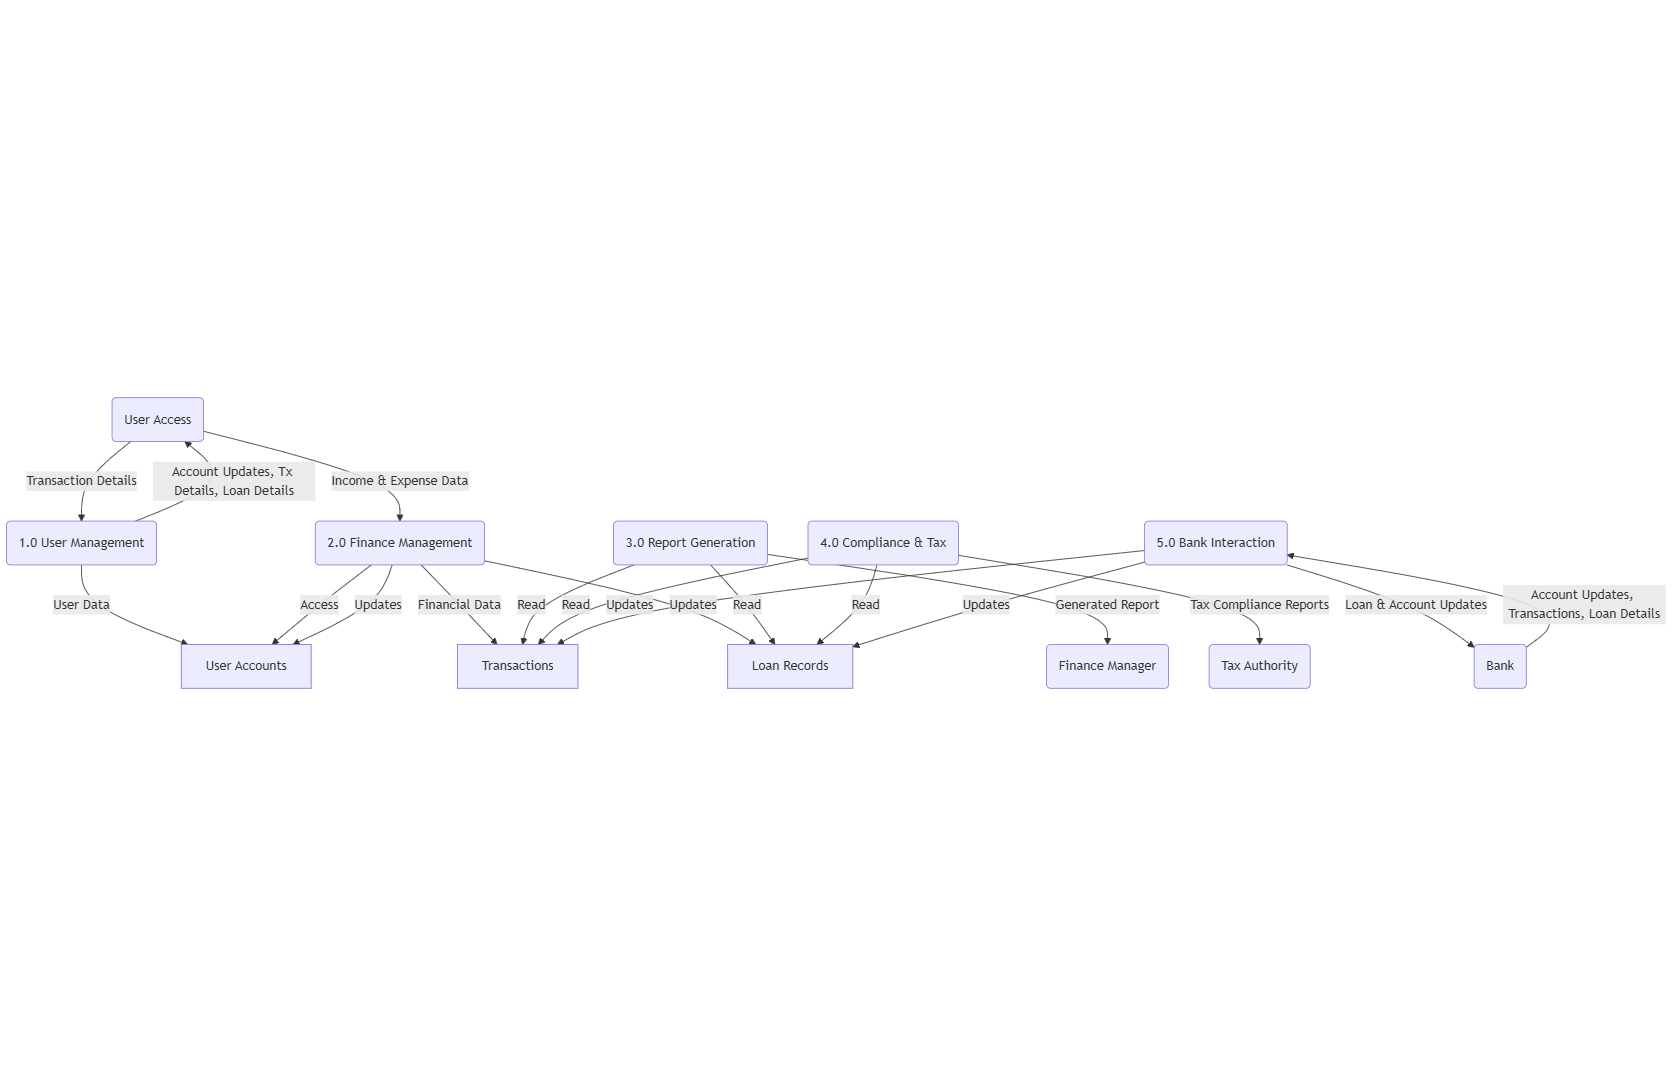 User Access
Transaction Details
Account Updates, Tx
Details, Loan Details
Income & Expense Data
1.0 User Management
2.0 Finance Management
3.0 Report Generation
4.0 Compliance & Tax
5.0 Bank Interaction
User Data
Access
Updates
Financial Data
Read
Read
Updates
Updates
Read
Read
Updates
Generated Report
Tax Compliance Reports
Loan & Account Updates
Account Updates,
Transactions, Loan Details
User Accounts
Transactions
Loan Records
Finance Manager
Tax Authority
Bank